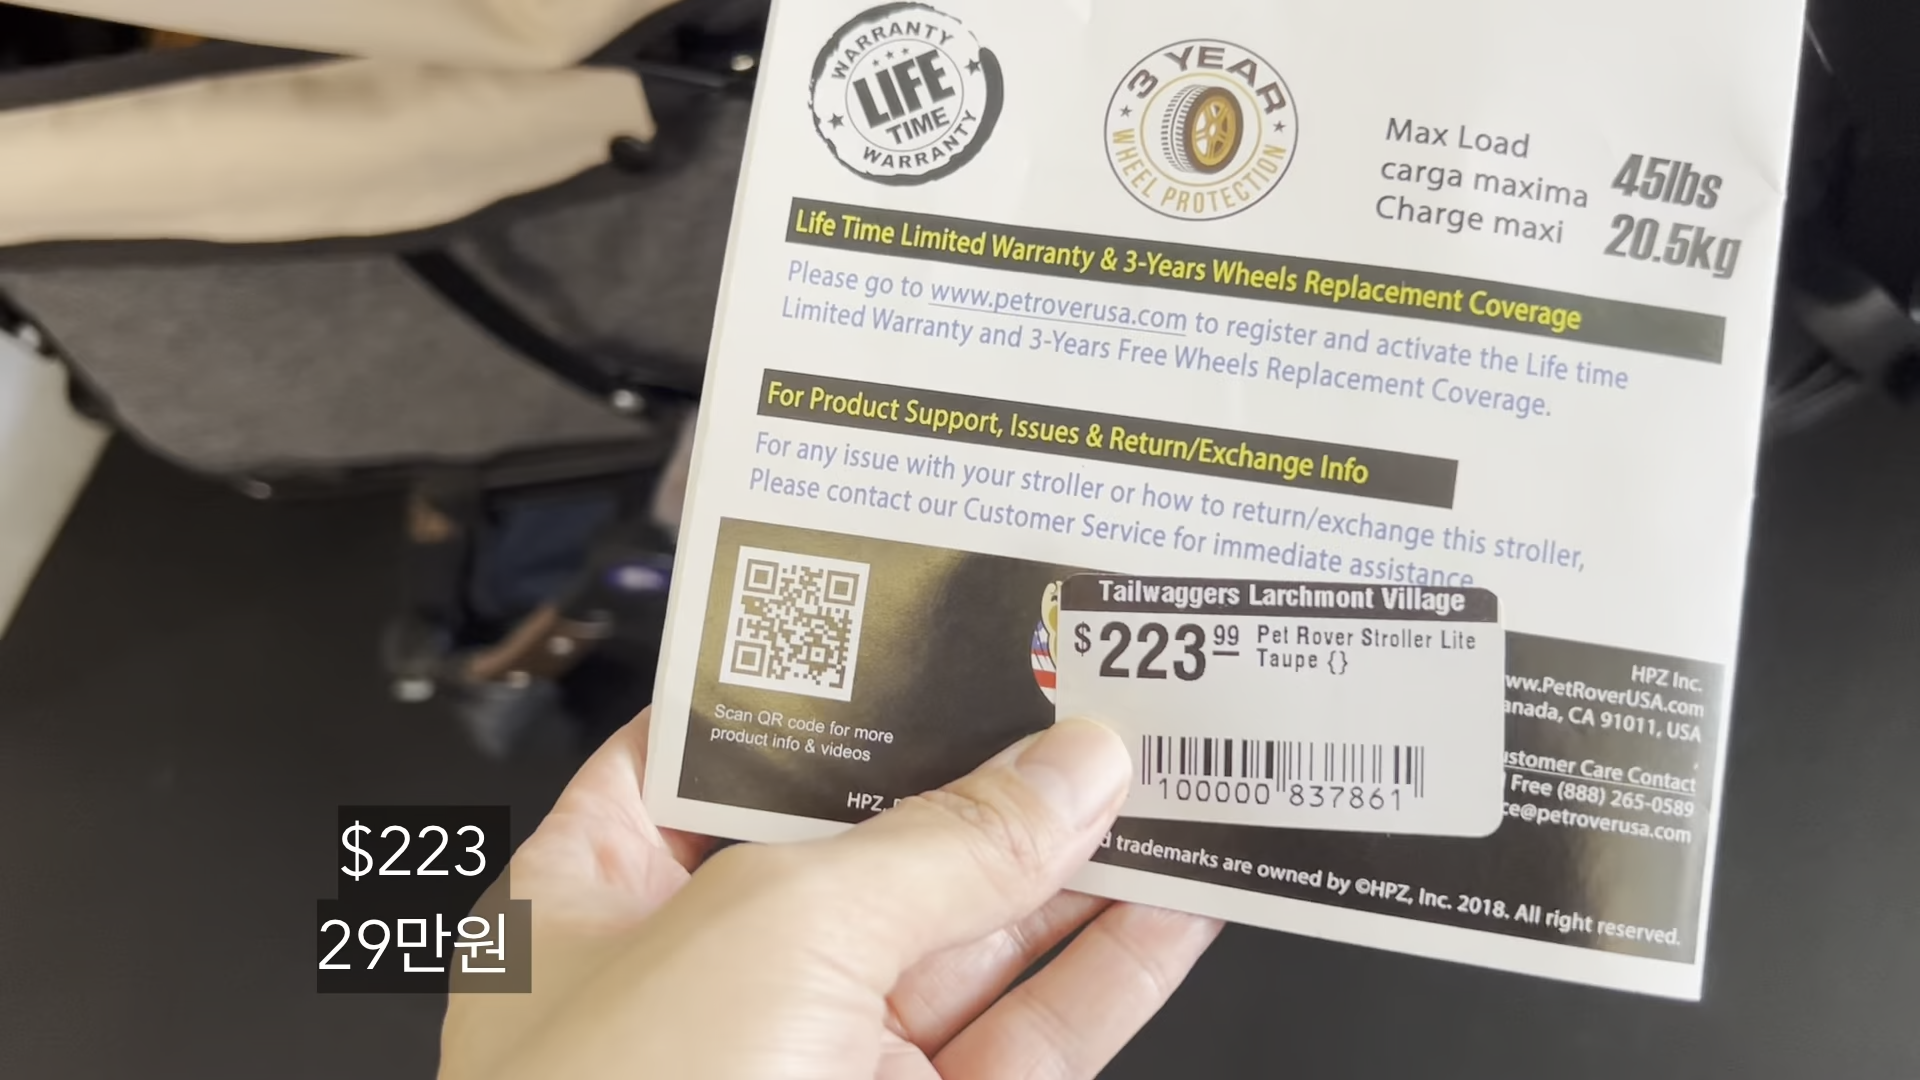 WARRANTY
LIFE
TIME
WARRANTY
3 YEAR
WHEEL PROTECTION
Max Load
carga maxima
Charge maxi
45lbs
20.5kg
Life Time Limited Warranty & 3-Years Wheels Replacement Coverage
Please go to www.petroverusa.com to register and activate the Life time
Limited Warranty and 3-Years Free Wheels Replacement Coverage.
For Product Support, Issues & Return/Exchange Info
For any issue with your stroller or how to return/exchange this stroller,
Please contact our Customer Service for immediate assistance
Scan QR code for more
product info & videos
HPZ,
Tailwaggers Larchmont Village
$223.99 Pet Rover Stroller Lite
Taupe {}
100000 837861
HPZ Inc.
ww.PetRoverUSA.com
anada, CA 91011, USA
ustomer Care Contact
Free (888) 265-0589
ce@petroverusa.com
d trademarks are owned by ©HPZ, Inc. 2018. All right reserved.
$223
29만원